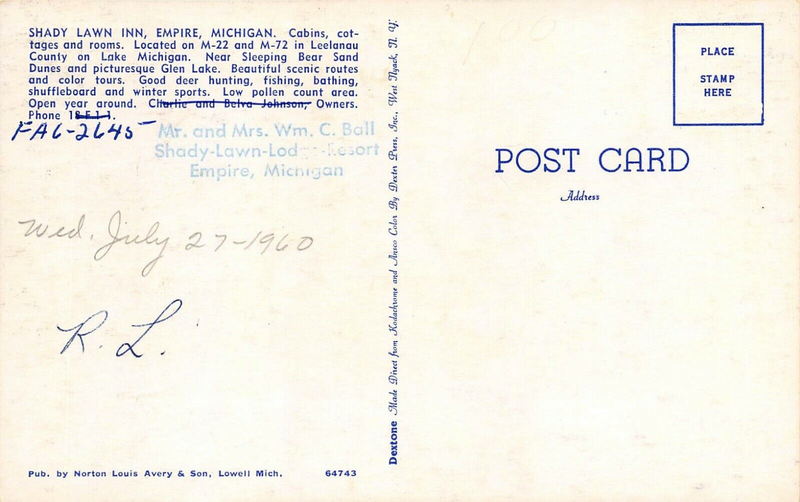 SHADY LAWN INN, EMPIRE, MICHIGAN. Cabins, cot-
tages and rooms. Located on M-22 and M-72 in Leelanau
County on Lake Michigan. Near Sleeping Bear Sand
Dunes and picturesque Glen Lake. Beautiful scenic routes
and color tours. Good deer hunting, fishing, bathing,
shuffleboard and winter sports. Low pollen count area.
Open year around. Charlie and Belva Johnson, Owners.
Phone
FA6-2645
Mr. and Mrs. Wm. C. Ball
Shady-Lawn-Lodge-Resort
Empire, Michigan
Wed. July 27-1960
R. L.
Pub. by Norton Louis Avery & Son, Lowell Mich. 64743
Dextone Made Direct from Kodachrome and Ansco Color By Dexter Press, Inc., West Nyack, N. Y.
POST CARD
Address
PLACE
STAMP
HERE